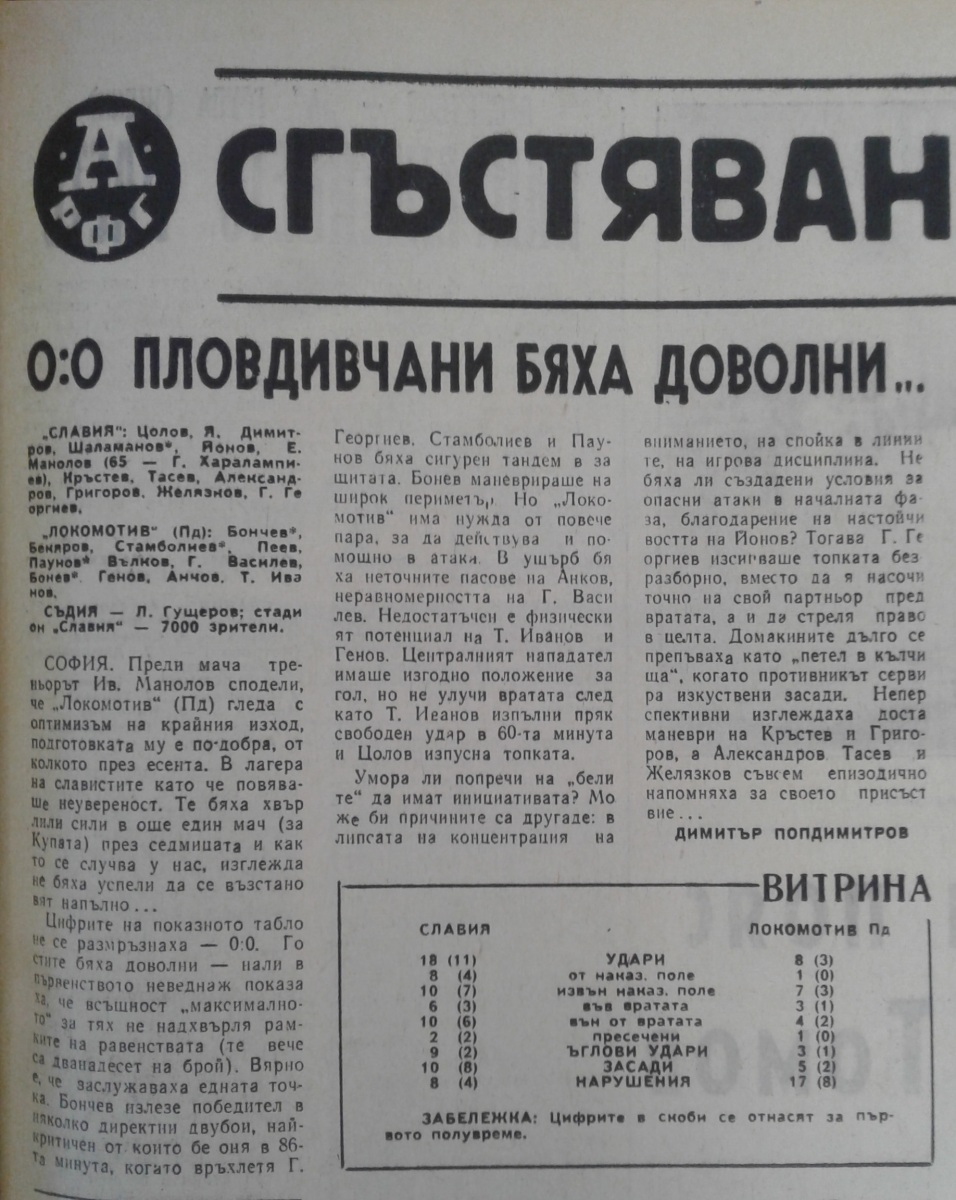 А
РФГ
СГЪСТЯВАН
0:0 ПЛОВДИВЧАНИ БЯХА ДОВОЛНИ...
„СЛАВИЯ“: Цолов, Я. Димит-
ров, Шаламанов*, Йонов, Е.
Манолов (65 — Г. Харалампи-
ев), Кръстев, Тасев, Александ-
ров, Григоров, Желязнов, Г. Ге
оргиев.
„ЛОКОМОТИВ“ (Пд): Бончев*,
Беняров, Стамболиев*, Пеев,
Паунов* Вълнов, Г. Василев,
Бонев*. Генов, Анчов, Т. Ива
нов.
СЪДИЯ — Л. Гущеров; стади
он „Славия“ — 7000 зрители.
СОФИЯ. Преди мача тре-
ньорът Ив. Манолов сподели,
че „Локомотив“ (Пд) гледа с
оптимизъм на крайния изход,
подготовката му е по-добра, от
колкото през есента. В лагера
на славистите като че повява-
ше неувереност. Те бяха хвър
лили сили в още един мач (за
Купата) през седмицата и как
то се случва у нас, изглежда
не бяха успели да се възстано
вят напълно...
Цифрите на показното табло
не се размръзнаха — 0:0. Го
стите бяха доволни — нали в
първенството неведнаж показа
ха, че всъщност „максимално-
то“ за тях не надхвърля рам-
ките на равенствата (те вече
са дванадесет на брой). Вярно
е, че заслужаваха едната точ-
ка. Бончев излезе победител в
няколко директни двубои, най-
критичен от които бе оня в 86-
та минута, когато връхлетя Г.
Георгиев. Стамболиев и Пау
нов бяха сигурен тандем в за
щитата. Бонев маневрираше на
широк периметър. Но „Локо-
мотив“ има нужда от повече
пара, за да действува и по-
мощно в атака. В ущърб бя
ха неточните пасове на Анков,
неравномерността на Г. Васи
лев. Недостатъчен е физически
ят потенциал на Т. Иванов и
Генов. Централният нападател
имаше изгодно положение за
гол, но не улучи вратата след
като Т. Иванов изпълни пряк
свободен удар в 60-та минута
и Цолов изпусна топката.
Умора ли попречи на „бели
те“ да имат инициативата? Мо
же би причините са другаде: в
липсата на концентрация на
вниманието, на спойка в линии
те, на игрова дисциплина. Не
бяха ли създадени условия за
опасни атаки в началната фа-
за, благодарение на настойчи
востта на Йонов? Тогава Г. Ге
оргиев изсигваше топката без
разборно, вместо да я насочи
точно на свой партньор пред
вратата, а и да стреля право
в целта. Домакините дълго се
препъваха като „петел в кълчи
ща“, когато противникът серви
ра изкуствени засади. Непер
спективни изглеждаха доста
маневри на Кръстев и Григо-
ров, а Александров Тасев и
Желязков съвсем епизодично
напомняха за своето присъст
вие...
ДИМИТЪР ПОПДИМИТРОВ
ВИТРИНА
СЛАВИЯ ЛОКОМОТИВ Пд
18 (11) УДАРИ 8 (3)
8 (4) от наказ. поле 1 (0)
10 (7) извън наказ. поле 7 (3)
6 (3) във вратата 3 (1)
10 (6) вън от вратата 4 (2)
2 (2) пресечени 1 (0)
9 (2) ЪГЛОВИ УДАРИ 3 (1)
10 (8) ЗАСАДИ 5 (2)
8 (4) НАРУШЕНИЯ 17 (8)
ЗАБЕЛЕЖКА: Цифрите в скоби се отнасят за пър-
вото полувреме.